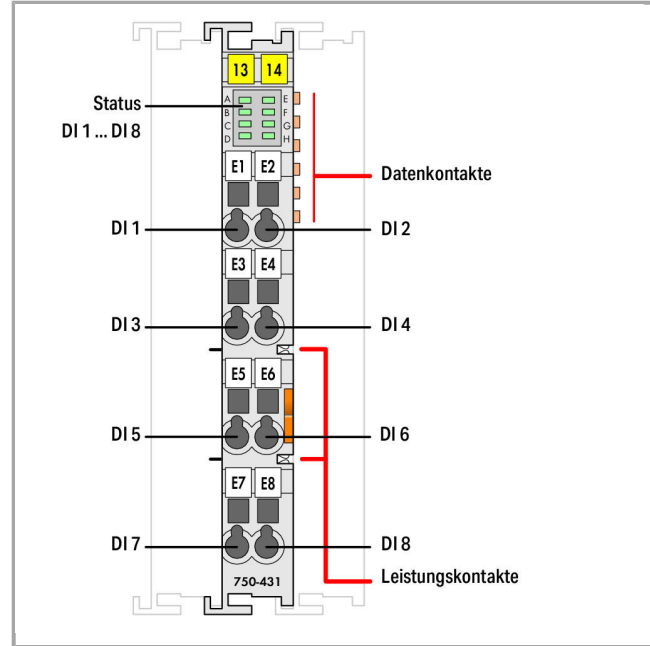 13 14
Status
DI 1 ... DI 8
A E
B F
C G
D H
E1 E2
Datenkontakte
DI 1 DI 2
E3 E4
DI 3 DI 4
E5 E6
DI 5 DI 6
E7 E8
DI 7 DI 8
750-431
Leistungskontakte